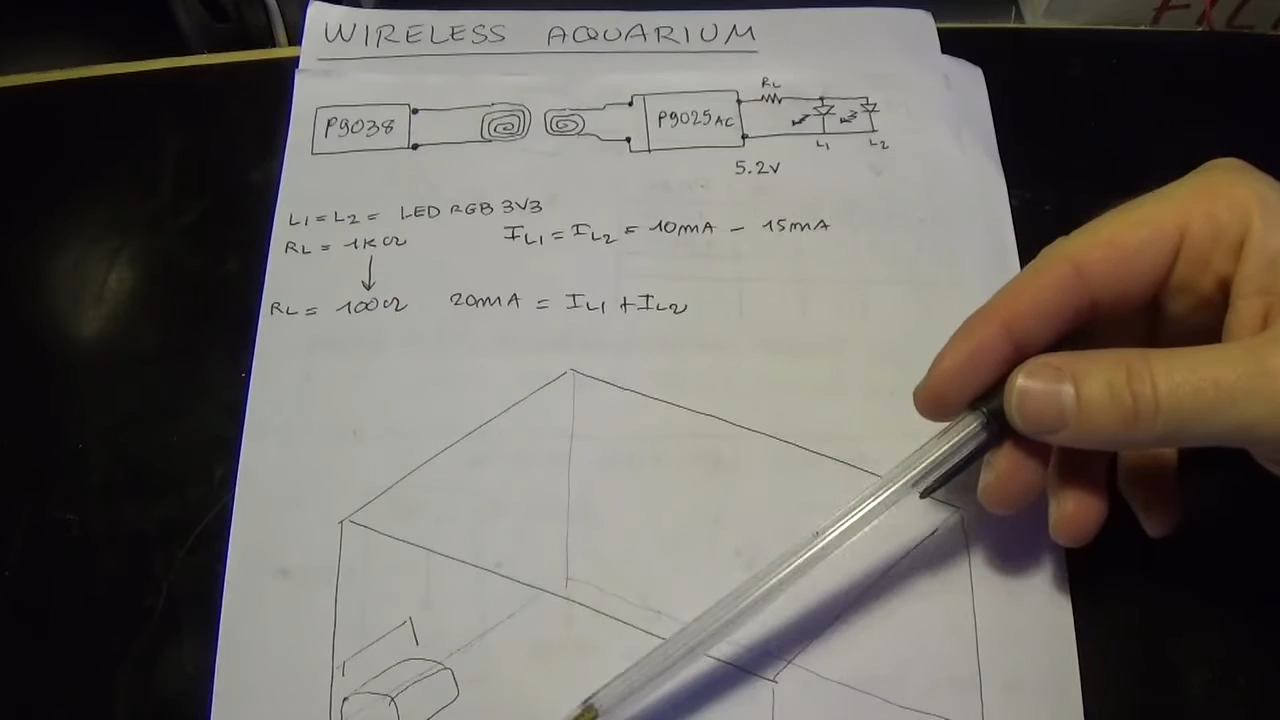 WIRELESS AQUARIUM
RL
P9038
P9025AC
L1 L2
5.2V
L1 = L2 = LED RGB 3V3
RL = 1KΩ IL1 = IL2 = 10mA - 15mA
RL = 100Ω 20mA = IL1 + IL2